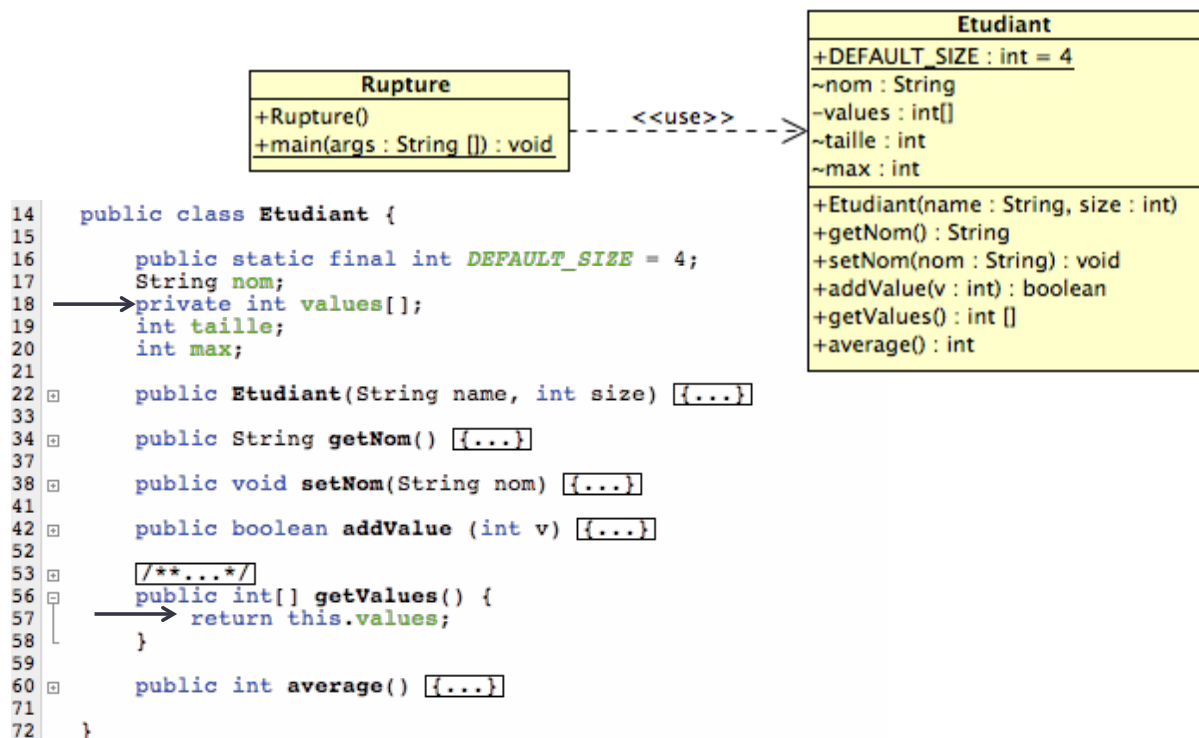 Rupture
+Rupture()
+main(args : String []) : void
<<use>>
Etudiant
+DEFAULT_SIZE : int = 4
~nom : String
-values : int[]
~taille : int
~max : int
+Etudiant(name : String, size : int)
+getNom() : String
+setNom(nom : String) : void
+addValue(v : int) : boolean
+getValues() : int []
+average() : int
14 public class Etudiant {
15
16 public static final int DEFAULT_SIZE = 4;
17 String nom;
18 private int values[];
19 int taille;
20 int max;
21
22 public Etudiant(String name, int size) {...}
33
34 public String getNom() {...}
37
38 public void setNom(String nom) {...}
41
42 public boolean addValue (int v) {...}
52
53 /**...*/
56 public int[] getValues() {
57 return this.values;
58 }
59
60 public int average() {...}
71
72 }